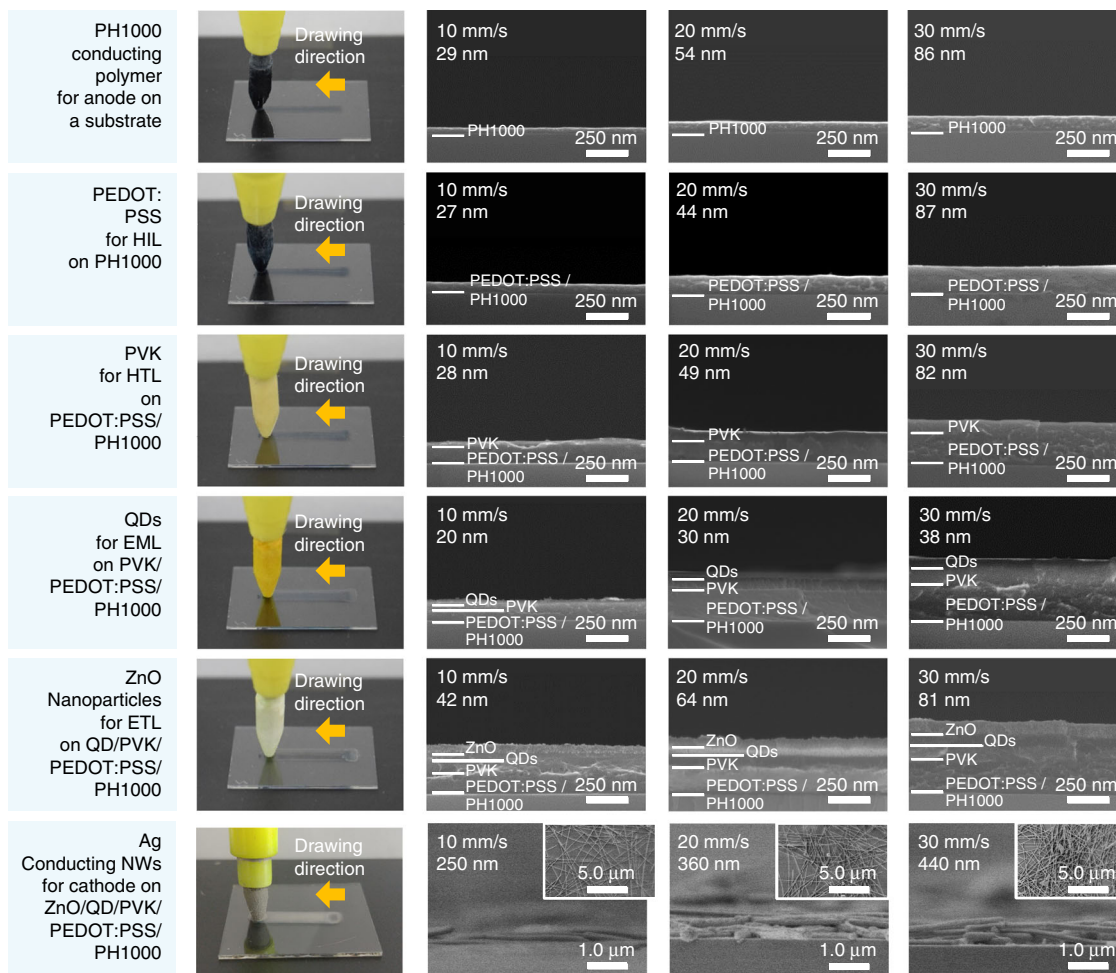 PH1000
conducting
polymer
for anode on
a substrate
Drawing
direction
10 mm/s
29 nm
PH1000
250 nm
20 mm/s
54 nm
PH1000
250 nm
30 mm/s
86 nm
PH1000
250 nm
PEDOT:
PSS
for HIL
on PH1000
Drawing
direction
10 mm/s
27 nm
PEDOT:PSS /
PH1000
250 nm
20 mm/s
44 nm
PEDOT:PSS /
PH1000
250 nm
30 mm/s
87 nm
PEDOT:PSS /
PH1000
250 nm
PVK
for HTL
on
PEDOT:PSS/
PH1000
Drawing
direction
10 mm/s
28 nm
PVK
PEDOT:PSS /
PH1000
250 nm
20 mm/s
49 nm
PVK
PEDOT:PSS /
PH1000
250 nm
30 mm/s
82 nm
PVK
PEDOT:PSS /
PH1000
250 nm
QDs
for EML
on PVK/
PEDOT:PSS/
PH1000
Drawing
direction
10 mm/s
20 nm
QDs
PVK
PEDOT:PSS /
PH1000
250 nm
20 mm/s
30 nm
QDs
PVK
PEDOT:PSS /
PH1000
250 nm
30 mm/s
38 nm
QDs
PVK
PEDOT:PSS /
PH1000
250 nm
ZnO
Nanoparticles
for ETL
on QD/PVK/
PEDOT:PSS/
PH1000
Drawing
direction
10 mm/s
42 nm
ZnO
QDs
PVK
PEDOT:PSS /
PH1000
250 nm
20 mm/s
64 nm
ZnO
QDs
PVK
PEDOT:PSS /
PH1000
250 nm
30 mm/s
81 nm
ZnO
QDs
PVK
PEDOT:PSS /
PH1000
250 nm
Ag
Conducting NWs
for cathode on
ZnO/QD/PVK/
PEDOT:PSS/
PH1000
Drawing
direction
10 mm/s
250 nm
5.0 μm
1.0 μm
20 mm/s
360 nm
5.0 μm
1.0 μm
30 mm/s
440 nm
5.0 μm
1.0 μm